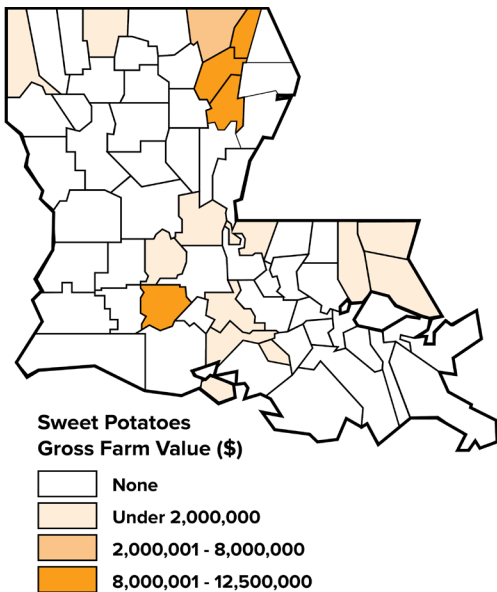 Sweet Potatoes
Gross Farm Value ($)
None
Under 2,000,000
2,000,001 - 8,000,000
8,000,001 - 12,500,000